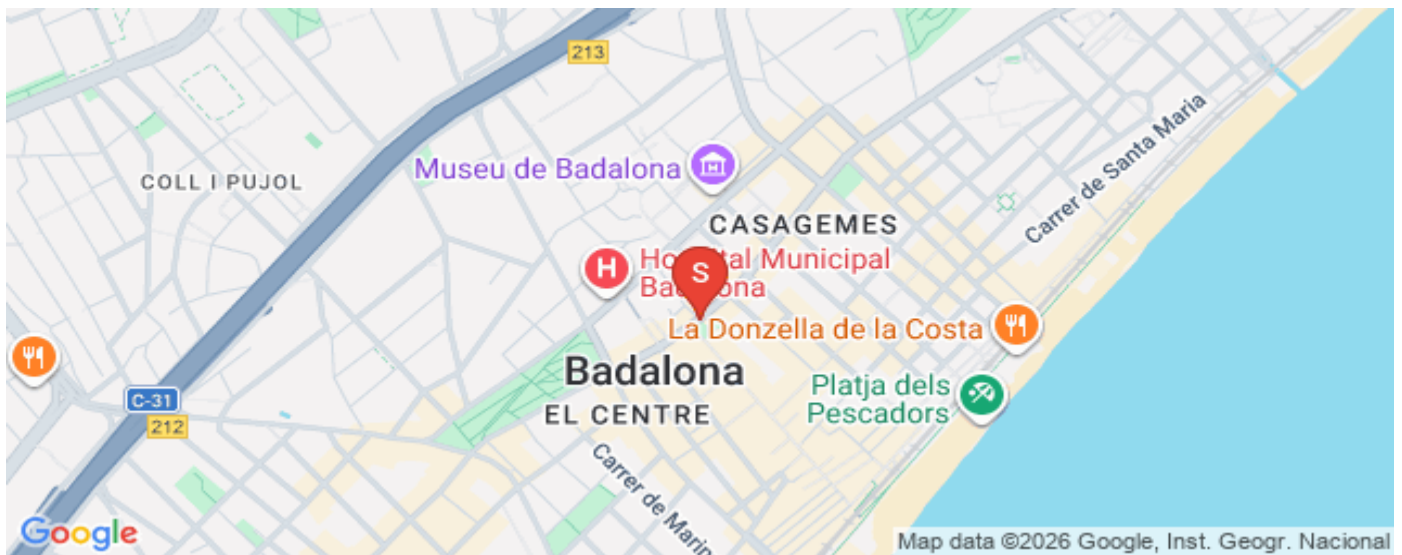 213
Museu de Badalona
COLL I PUJOL
Carrer de Santa Maria
CASAGEMES
H
Hospital Municipal
Badalona
S
La Donzella de la Costa
Badalona
Platja dels
Pescadors
C-31
EL CENTRE
212
Carrer de Marin
Google
Map data ©2026 Google, Inst. Geogr. Nacional